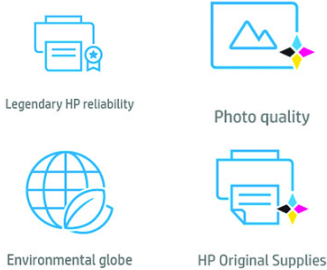 Legendary HP reliability
Photo quality
Environmental globe
HP Original Supplies